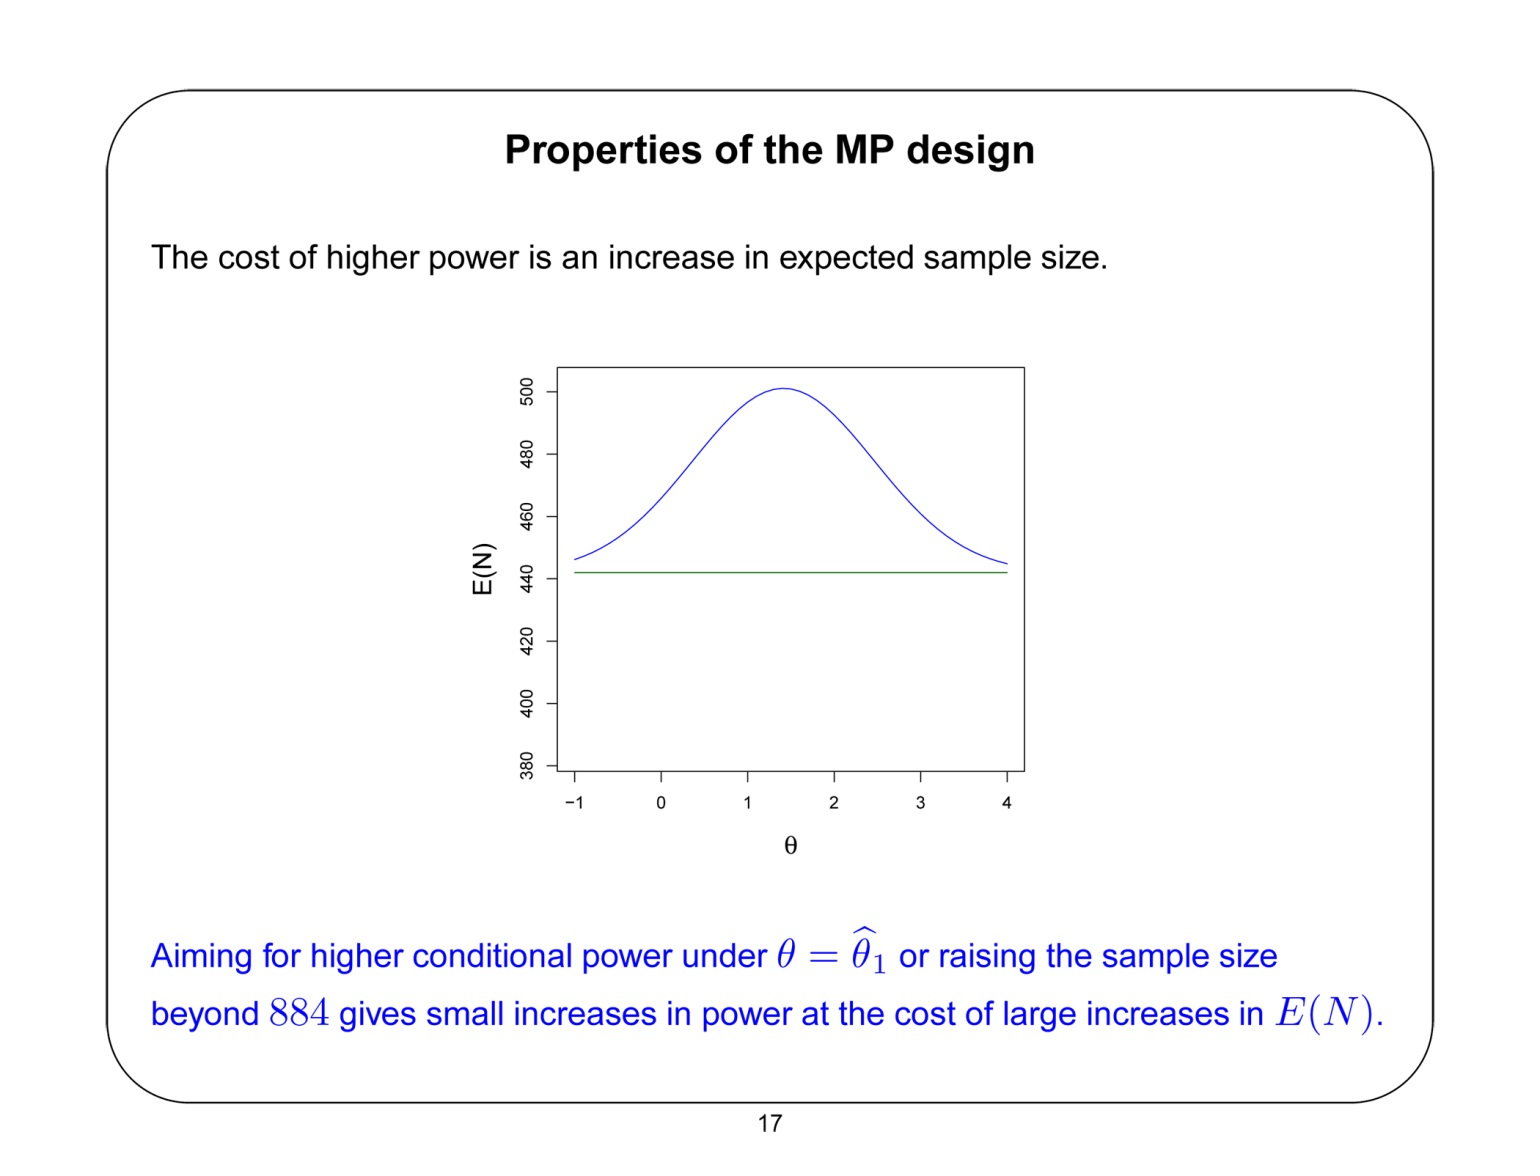 Properties of the MP design
The cost of higher power is an increase in expected sample size.
500
480
460
440
420
400
380
E(N)
−1 0 1 2 3 4
θ
Aiming for higher conditional power under θ = θ̂₁ or raising the sample size
beyond 884 gives small increases in power at the cost of large increases in E(N).
17